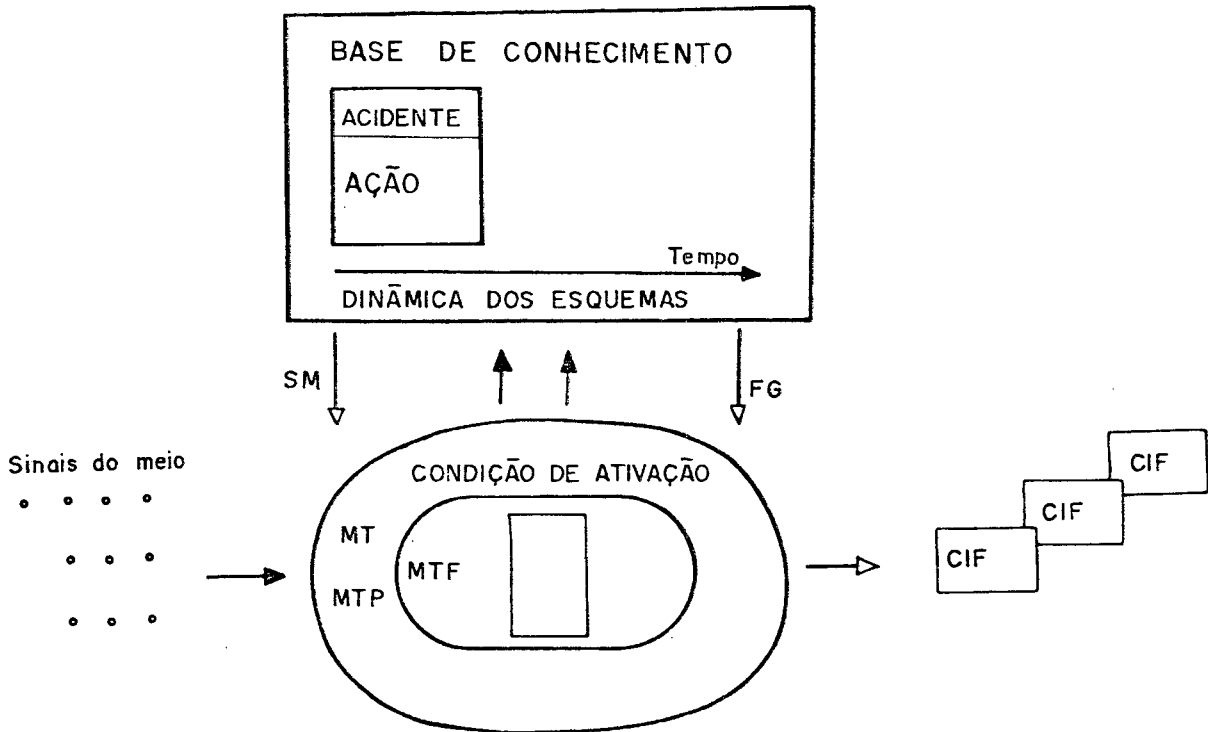 BASE DE CONHECIMENTO
ACIDENTE
AÇÃO
Tempo
DINÂMICA DOS ESQUEMAS
SM
FG
Sinais do meio
CONDIÇÃO DE ATIVAÇÃO
MT
MTF
MTP
CIF
CIF
CIF